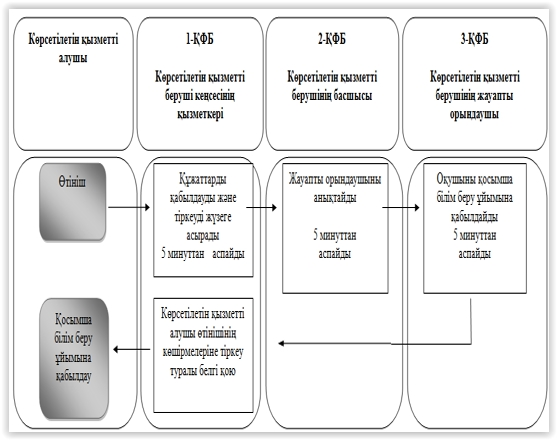 Көрсетілетін қызметті
алушы
1-ҚФБ
Көрсетілетін қызметті
беруші кеңсесінің
қызметкері
2-ҚФБ
Көрсетілетін қызметті
берушінің басшысы
3-ҚФБ
Көрсетілетін қызметті
берушінің жауапты
орындаушы
Өтініш
Құжаттарды
қабылдауды және
тіркеуді жүзеге
асырады
5 минуттан аспайды
Жауапты орындаушыны
анықтайды
5 минуттан
аспайды
Оқушыны қосымша
білім беру ұйымына
қабылдайды
5 минуттан
аспайды
Қосымша
білім беру
ұйымына
қабылдау
Көрсетілетін қызметті
алушы өтінішінің
көшірмелеріне тіркеу
туралы белгі қою